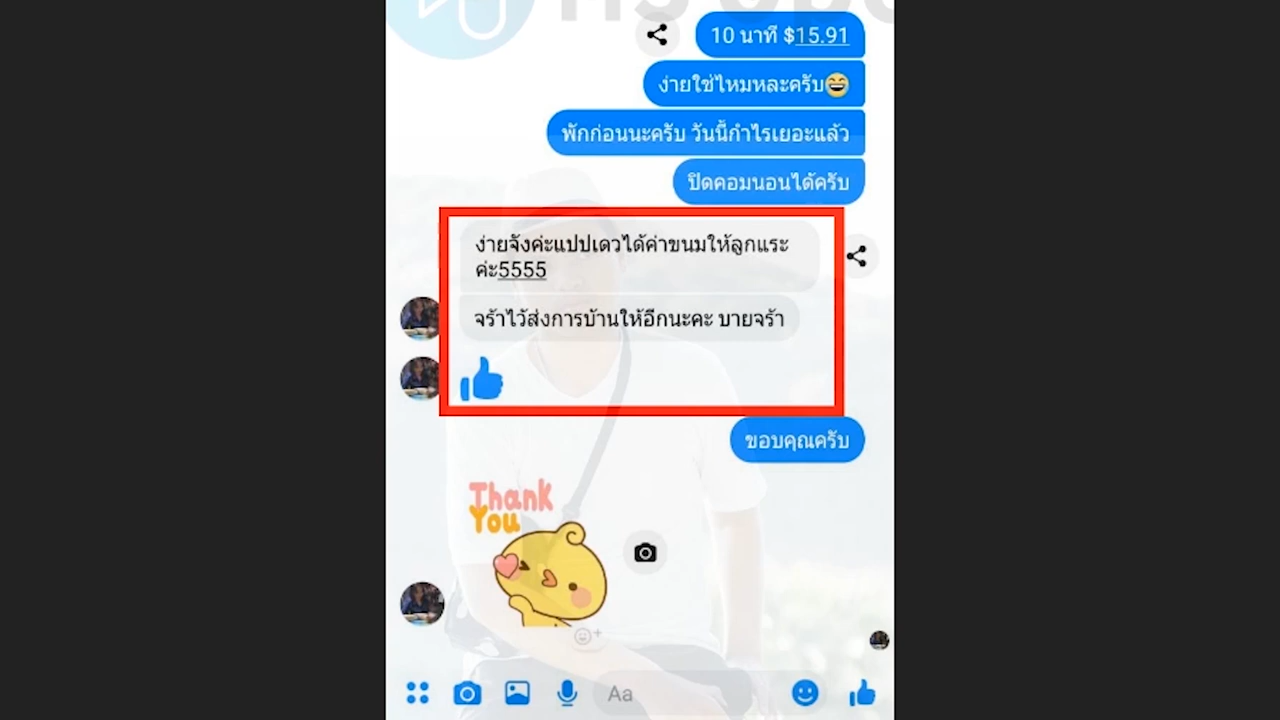 10 นาที $15.91
ง่ายใช่ไหมหละครับ😆
พักก่อนนะครับ วันนี้กำไรเยอะแล้ว
ปิดคอมนอนได้ครับ
ง่ายจังค่ะแปปเดวได้ค่าขนมให้ลูกแระ
ค่ะ5555
จร้าไว้ส่งการบ้านให้อีกนะคะ บายจร้า
ขอบคุณครับ
Thank
You
Aa